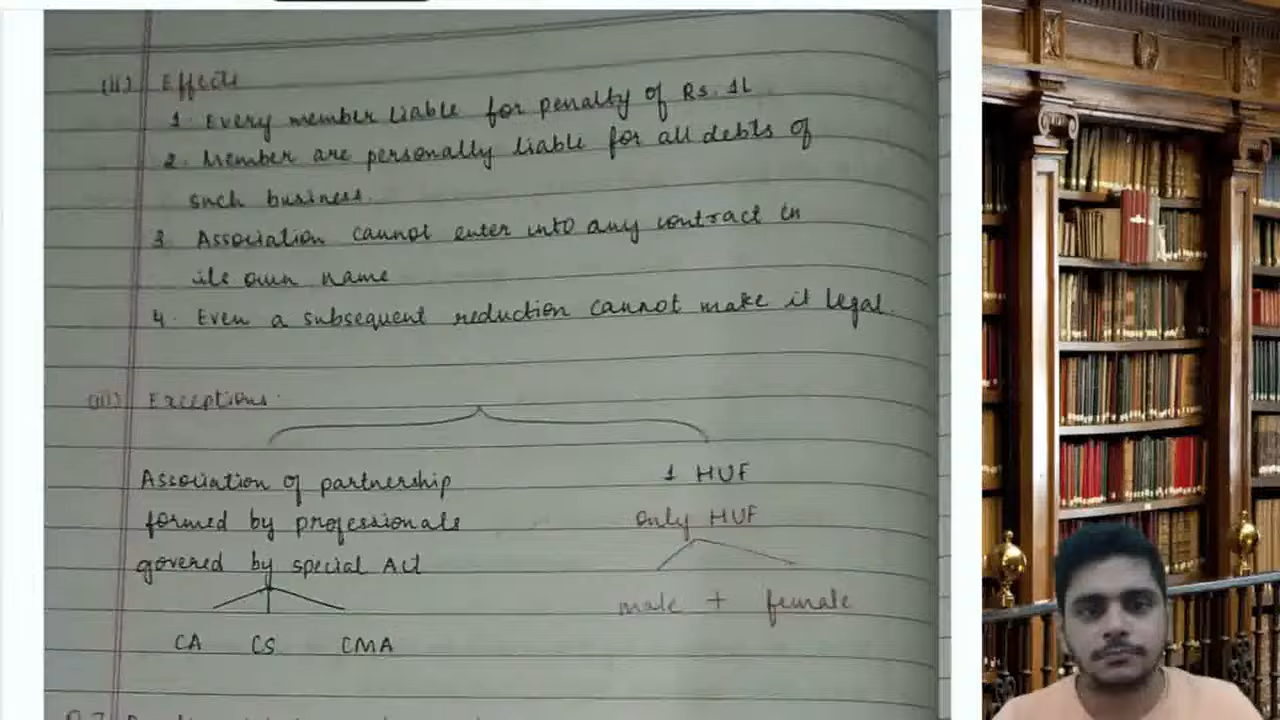 (ii) Effects
1. Every member liable for penalty of Rs. 1L
2. Member are personally liable for all debts of
such business.
3. Association cannot enter into any contract in
its own name
4. Even a subsequent reduction cannot make it legal.
(iii) Exceptions.
Association of partnership
formed by professionals
govered by special Act
CA CS CMA
1 HUF
only HUF
male + female